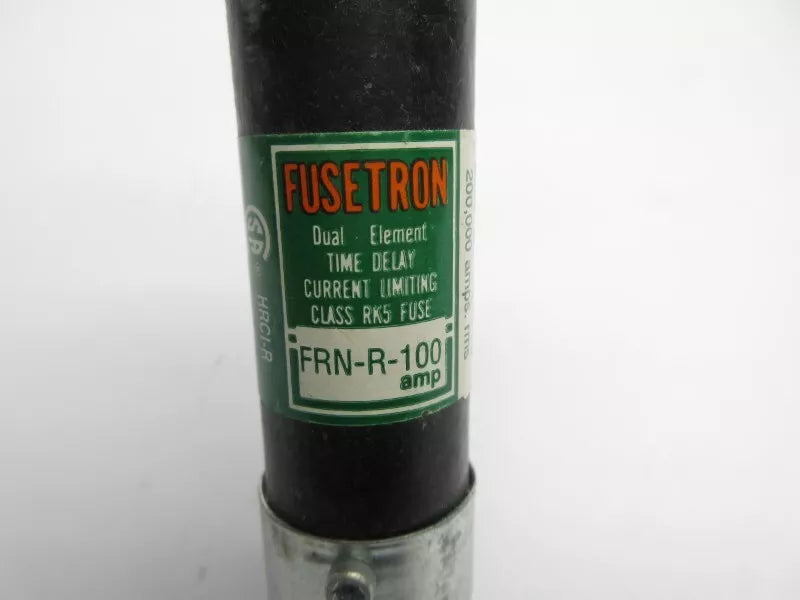 FUSETRON
Dual Element
TIME DELAY
CURRENT LIMITING
CLASS RK5 FUSE
FRN-R-100
amp
HRCI-R
200,000 amps. rms